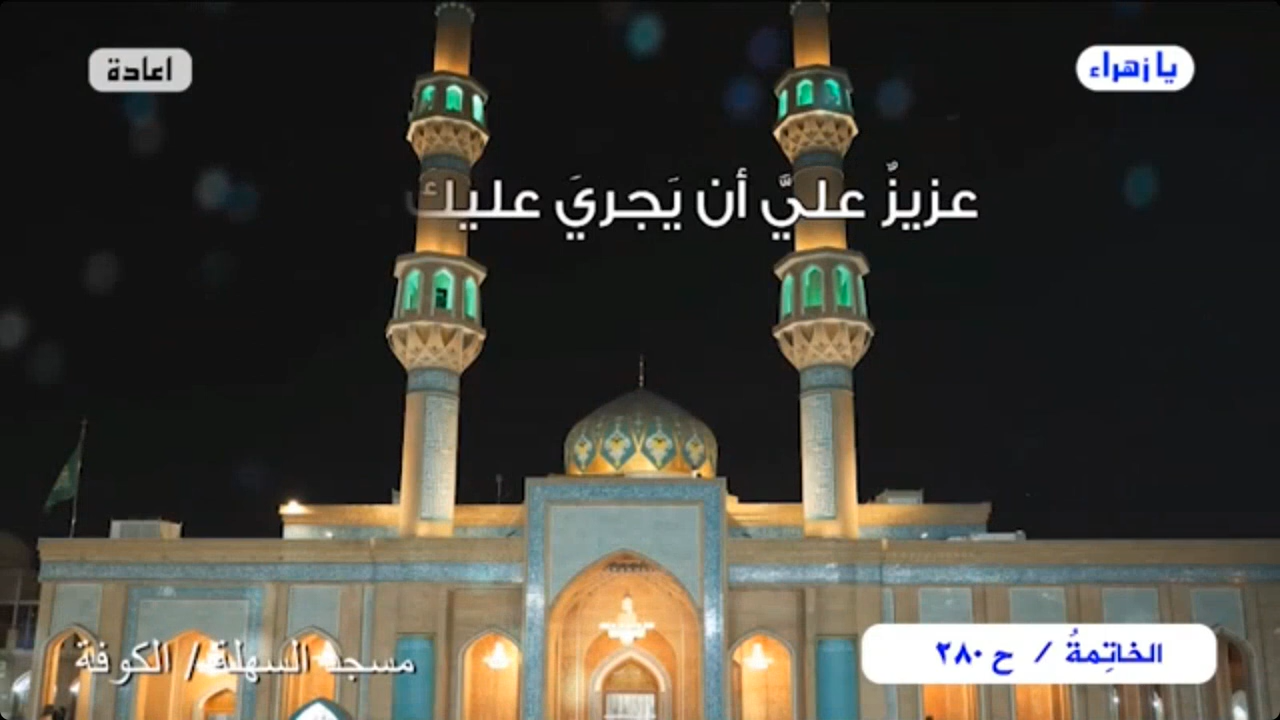 يا زهراء
اعادة
عزيزٌ عليَّ أن يَجريَ عليك
الخاتِمةُ / ح ٢٨٠
مسجد السهلة / الكوفة